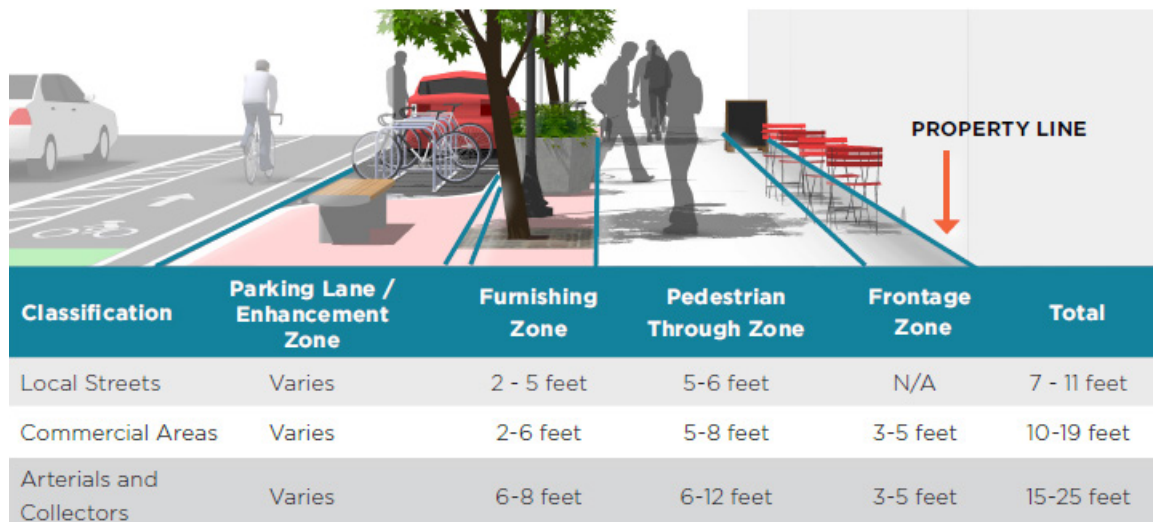 PROPERTY LINE
Classification
Parking Lane /
Enhancement
Zone
Furnishing
Zone
Pedestrian
Through Zone
Frontage
Zone
Total
Local Streets Varies 2 - 5 feet 5-6 feet N/A 7 - 11 feet
Commercial Areas Varies 2-6 feet 5-8 feet 3-5 feet 10-19 feet
Arterials and
Collectors Varies 6-8 feet 6-12 feet 3-5 feet 15-25 feet